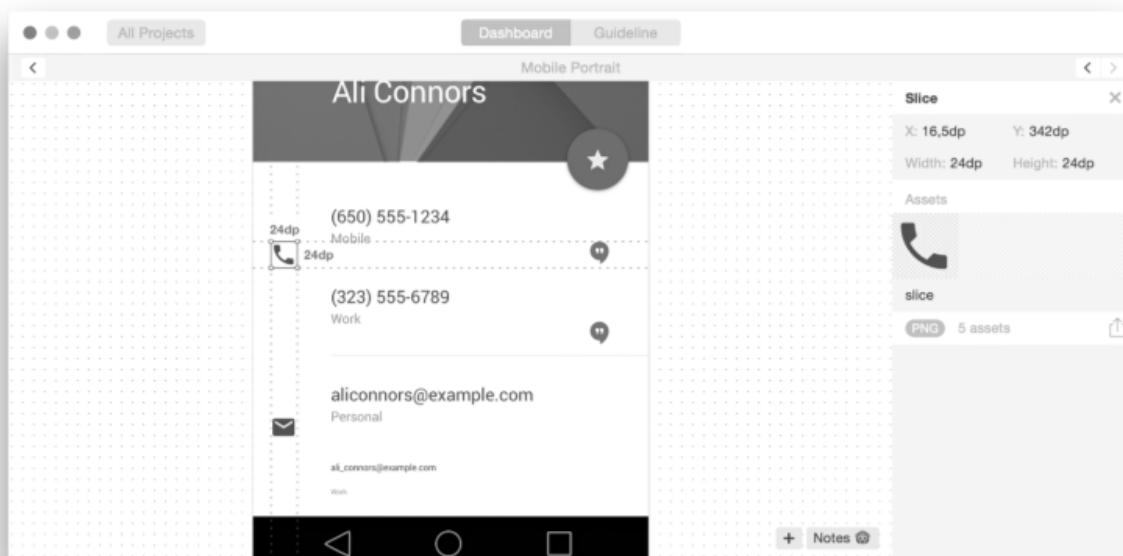 All Projects
Dashboard
Guideline
Mobile Portrait
Ali Connors
Slice
X: 16,5dp
Y: 342dp
Width: 24dp
Height: 24dp
Assets
(650) 555-1234
24dp
Mobile
24dp
slice
(323) 555-6789
Work
PNG
5 assets
aliconnors@example.com
Personal
ali_connors@example.com
Work
+ Notes